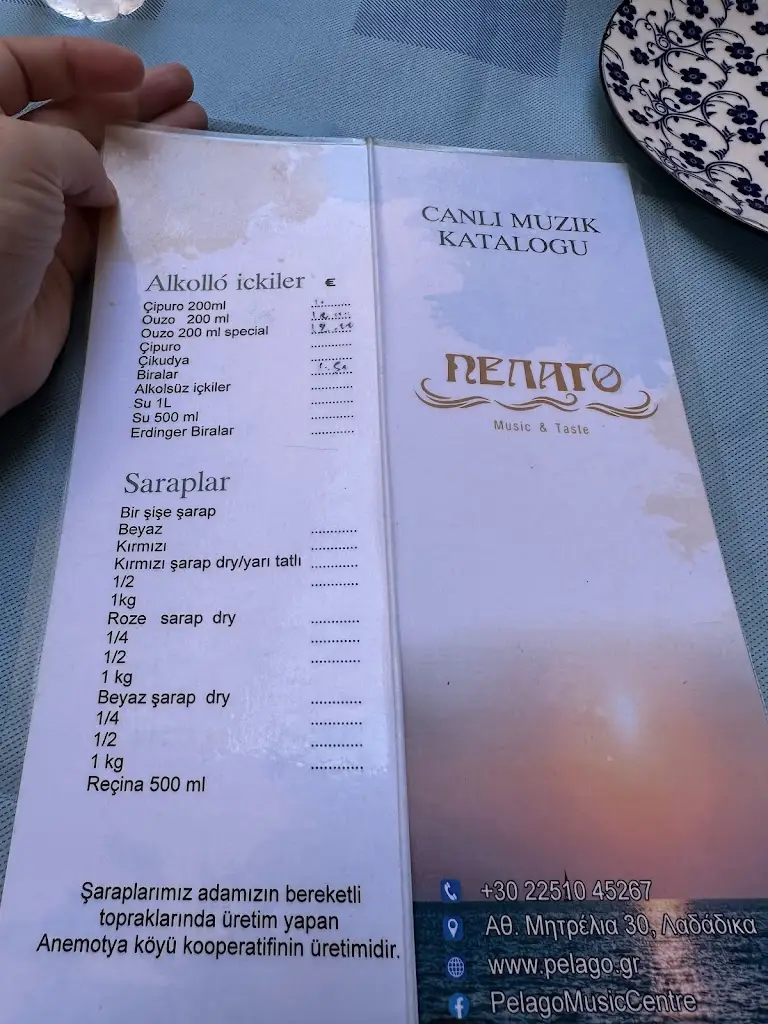 Alkolló ickiler €
Çipuro 200ml
Ouzo 200 ml
Ouzo 200 ml special
Çipuro
Çikudya
Biralar
Alkolsüz içkiler
Su 1L
Su 500 ml
Erdinger Biralar
Saraplar
Bir şişe şarap
Beyaz
Kırmızı
Kırmızı şarap dry/yarı tatlı
1/2
1kg
Roze sarap dry
1/4
1/2
1 kg
Beyaz şarap dry
1/4
1/2
1 kg
Reçina 500 ml
Şaraplarımız adamızın bereketli
topraklarında üretim yapan
Anemotya köyü kooperatifinin üretimidir.
CANLI MUZIK
KATALOGU
ΠΕΛΑΓΟ
Music & Taste
+30 22510 45267
Αθ. Μητρέλια 30, Λαδάδικα
www.pelago.gr
PelagoMusicCentre